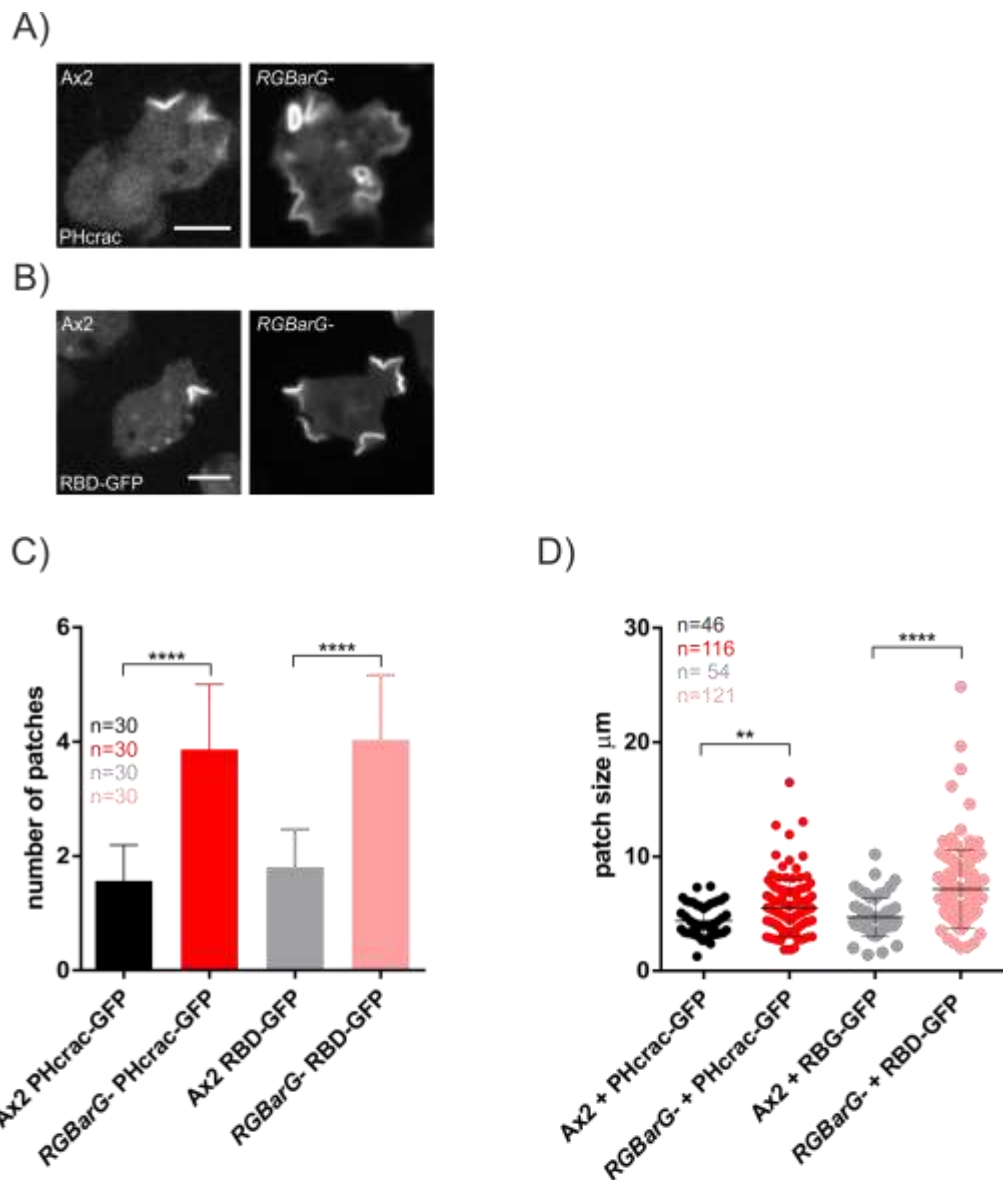 A)
Ax2
RGBarG-
PHcrac
B)
Ax2
RGBarG-
RBD-GFP
C)
number of patches
6
4
2
0
****
****
n=30
n=30
n=30
n=30
Ax2 PHcrac-GFP
RGBarG- PHcrac-GFP
Ax2 RBD-GFP
RGBarG- RBD-GFP
D)
patch size μm
30
20
10
0
n=46
n=116
n= 54
n=121
**
****
Ax2 + PHcrac-GFP
RGBarG- + PHcrac-GFP
Ax2 + RBG-GFP
RGBarG- + RBD-GFP